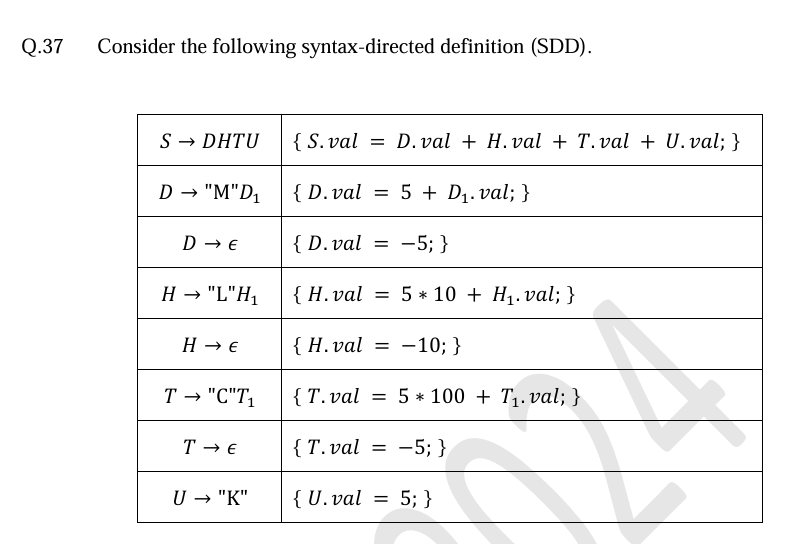 Q.37 Consider the following syntax-directed definition (SDD).
S → DHTU { S.val = D.val + H.val + T.val + U.val; }
D → "M"D₁ { D.val = 5 + D₁.val; }
D → ϵ { D.val = −5; }
H → "L"H₁ { H.val = 5 ∗ 10 + H₁.val; }
H → ϵ { H.val = −10; }
T → "C"T₁ { T.val = 5 ∗ 100 + T₁.val; }
T → ϵ { T.val = −5; }
U → "K" { U.val = 5; }
2024